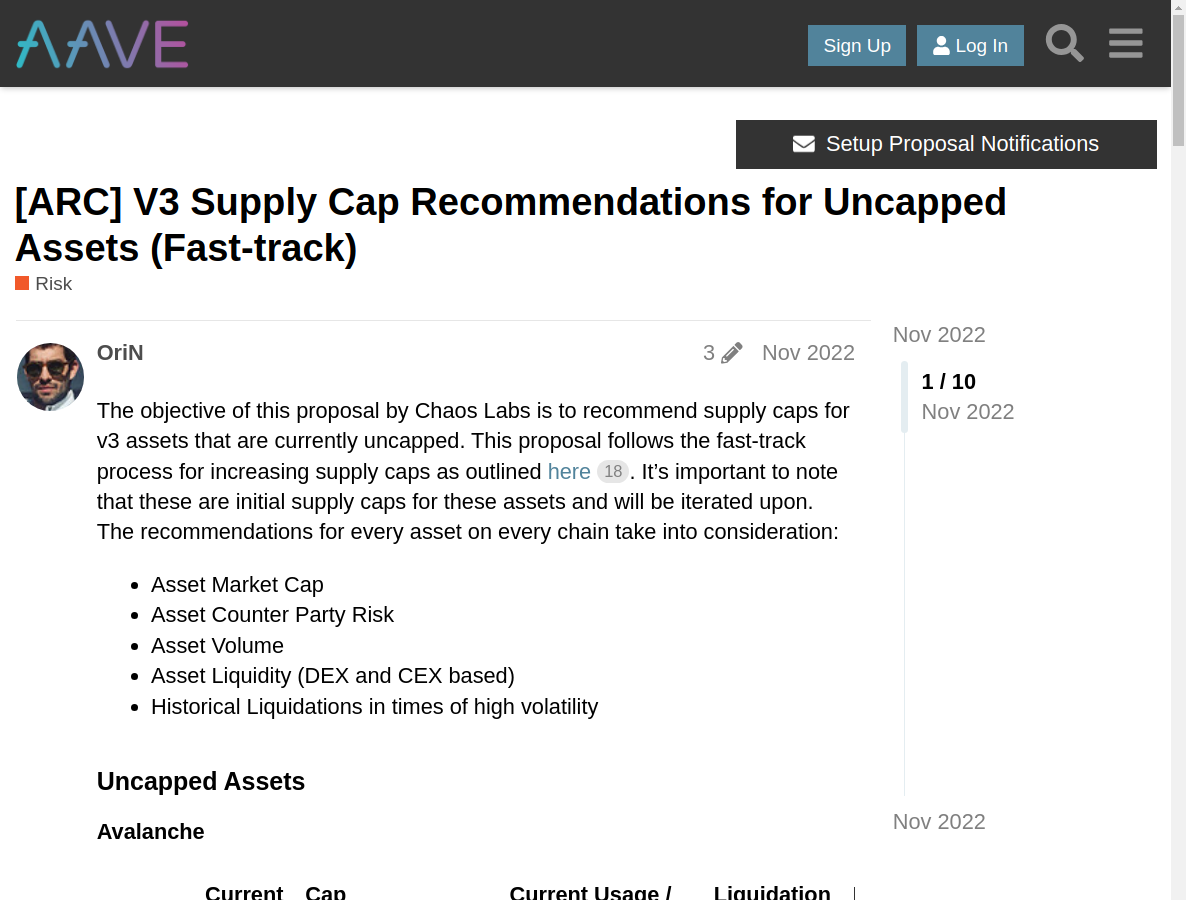 AAVE
Sign Up
Log In
Setup Proposal Notifications
[ARC] V3 Supply Cap Recommendations for Uncapped
Assets (Fast-track)
Risk
OriN
3
Nov 2022
Nov 2022
1 / 10
Nov 2022
The objective of this proposal by Chaos Labs is to recommend supply caps for
v3 assets that are currently uncapped. This proposal follows the fast-track
process for increasing supply caps as outlined here 18. It’s important to note
that these are initial supply caps for these assets and will be iterated upon.
The recommendations for every asset on every chain take into consideration:
• Asset Market Cap
• Asset Counter Party Risk
• Asset Volume
• Asset Liquidity (DEX and CEX based)
• Historical Liquidations in times of high volatility
Uncapped Assets
Avalanche
Nov 2022
Current Cap Current Usage / Liquidation